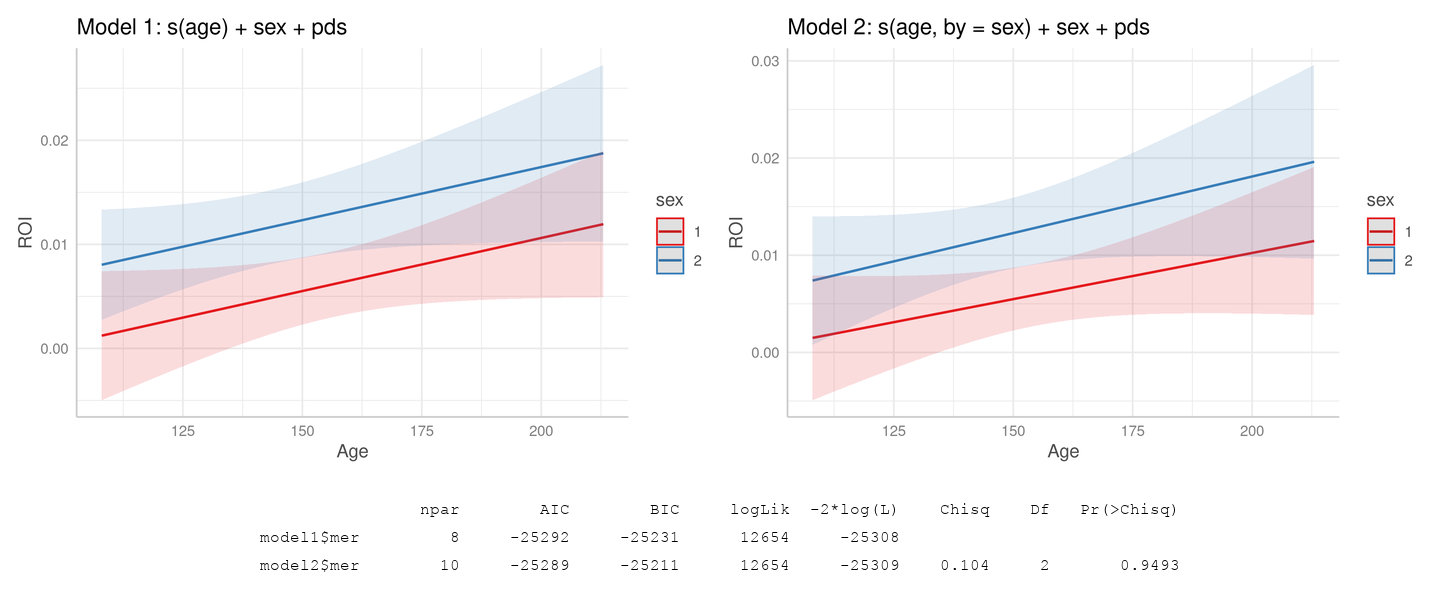 Model 1: s(age) + sex + pds
Model 2: s(age, by = sex) + sex + pds
ROI
0.02
0.01
0.00
125
150
175
200
Age
sex
1
2
ROI
0.03
0.02
0.01
0.00
125
150
175
200
Age
sex
1
2
npar AIC BIC logLik -2*log(L) Chisq Df Pr(>Chisq)
model1$mer 8 -25292 -25231 12654 -25308
model2$mer 10 -25289 -25211 12654 -25309 0.104 2 0.9493